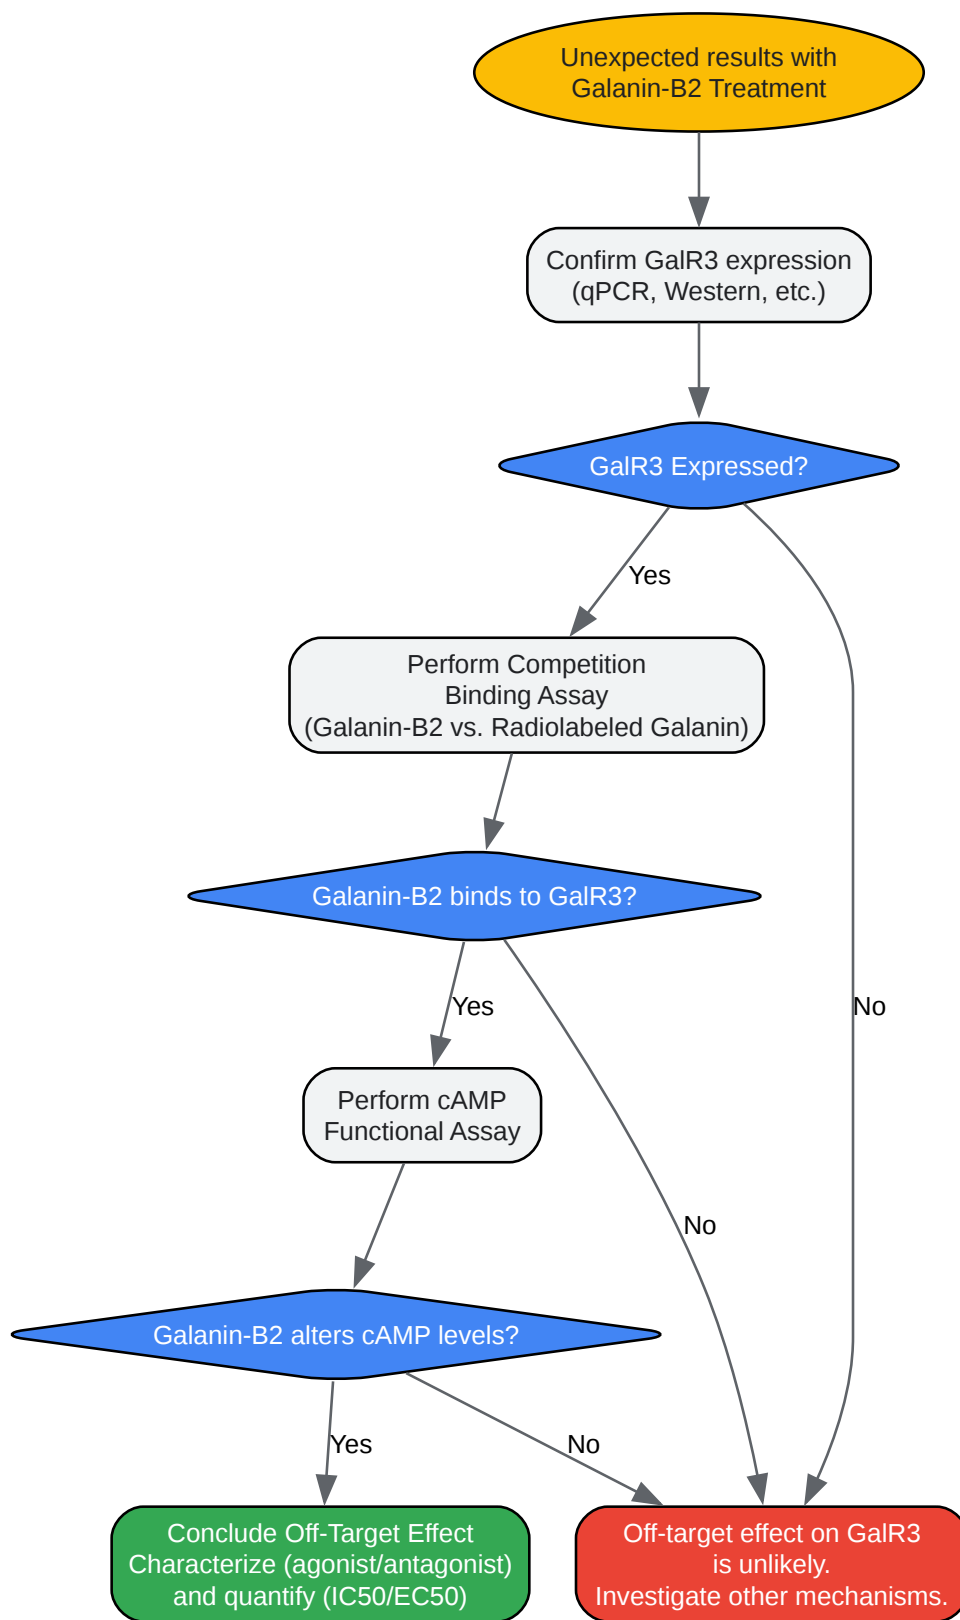 Unexpected results with
Galanin-B2 Treatment
Confirm GalR3 expression
(qPCR, Western, etc.)
GalR3 Expressed?
Yes
Perform Competition
Binding Assay
(Galanin-B2 vs. Radiolabeled Galanin)
Galanin-B2 binds to GalR3?
Yes
No
Perform cAMP
Functional Assay
No
Galanin-B2 alters cAMP levels?
Yes
No
Conclude Off-Target Effect
Characterize (agonist/antagonist)
and quantify (IC50/EC50)
Off-target effect on GalR3
is unlikely.
Investigate other mechanisms.